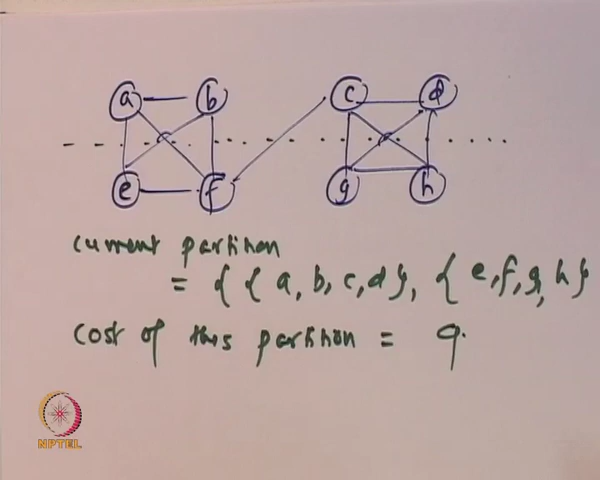 a b c d
e f g h
current partition
= { { a, b, c, d }, { e, f, g, h }
cost of this partition = 9.
NPTEL